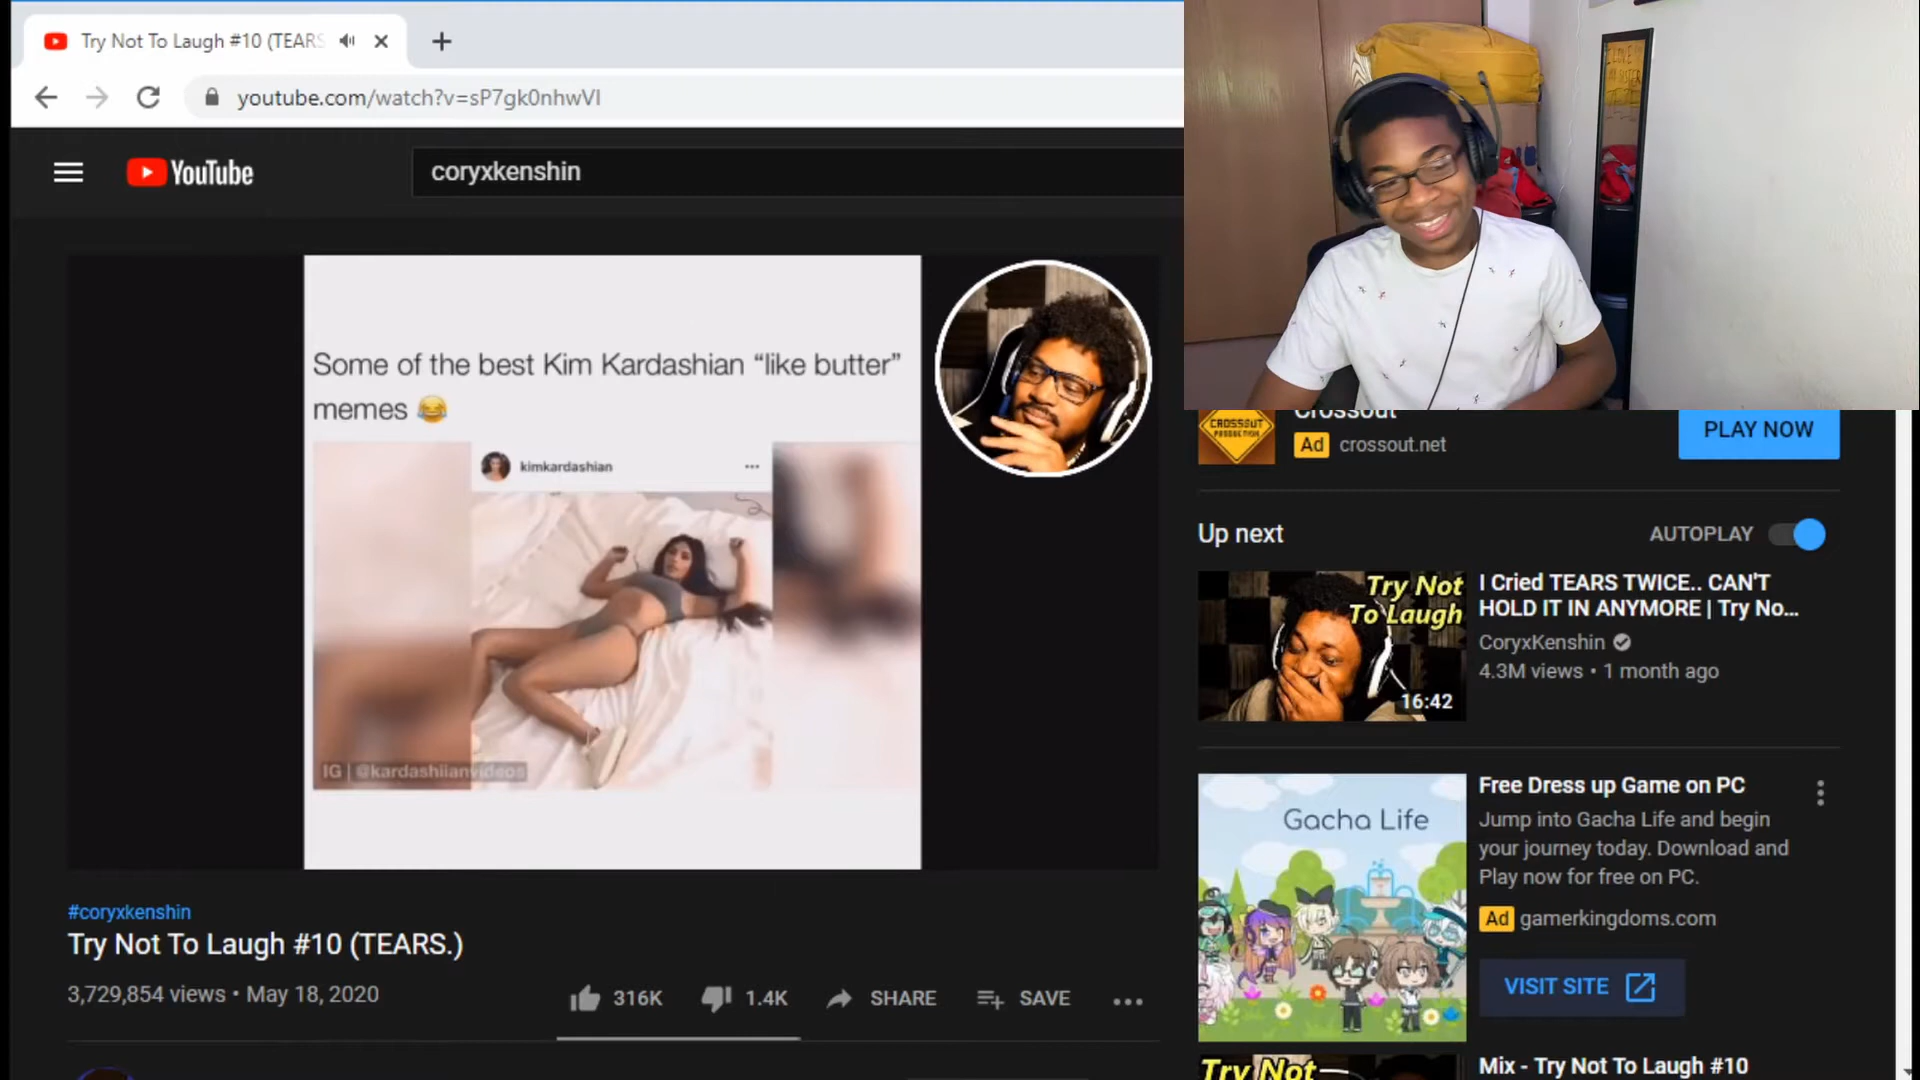 Try Not To Laugh #10 (TEARS
youtube.com/watch?v=sP7gk0nhwVI
YouTube
coryxkenshin
Some of the best Kim Kardashian “like butter”
memes 😂
kimkardashian
IG | @kardashiianvideos
#coryxkenshin
Try Not To Laugh #10 (TEARS.)
3,729,854 views • May 18, 2020
316K
1.4K
SHARE
SAVE
CROSSOUT
Crossout
Ad crossout.net
PLAY NOW
Up next
AUTOPLAY
Try Not
To Laugh
16:42
I Cried TEARS TWICE.. CAN'T
HOLD IT IN ANYMORE | Try No...
CoryxKenshin
4.3M views • 1 month ago
Gacha Life
Free Dress up Game on PC
Jump into Gacha Life and begin
your journey today. Download and
Play now for free on PC.
Ad gamerkingdoms.com
VISIT SITE
Try Not
Mix - Try Not To Laugh #10